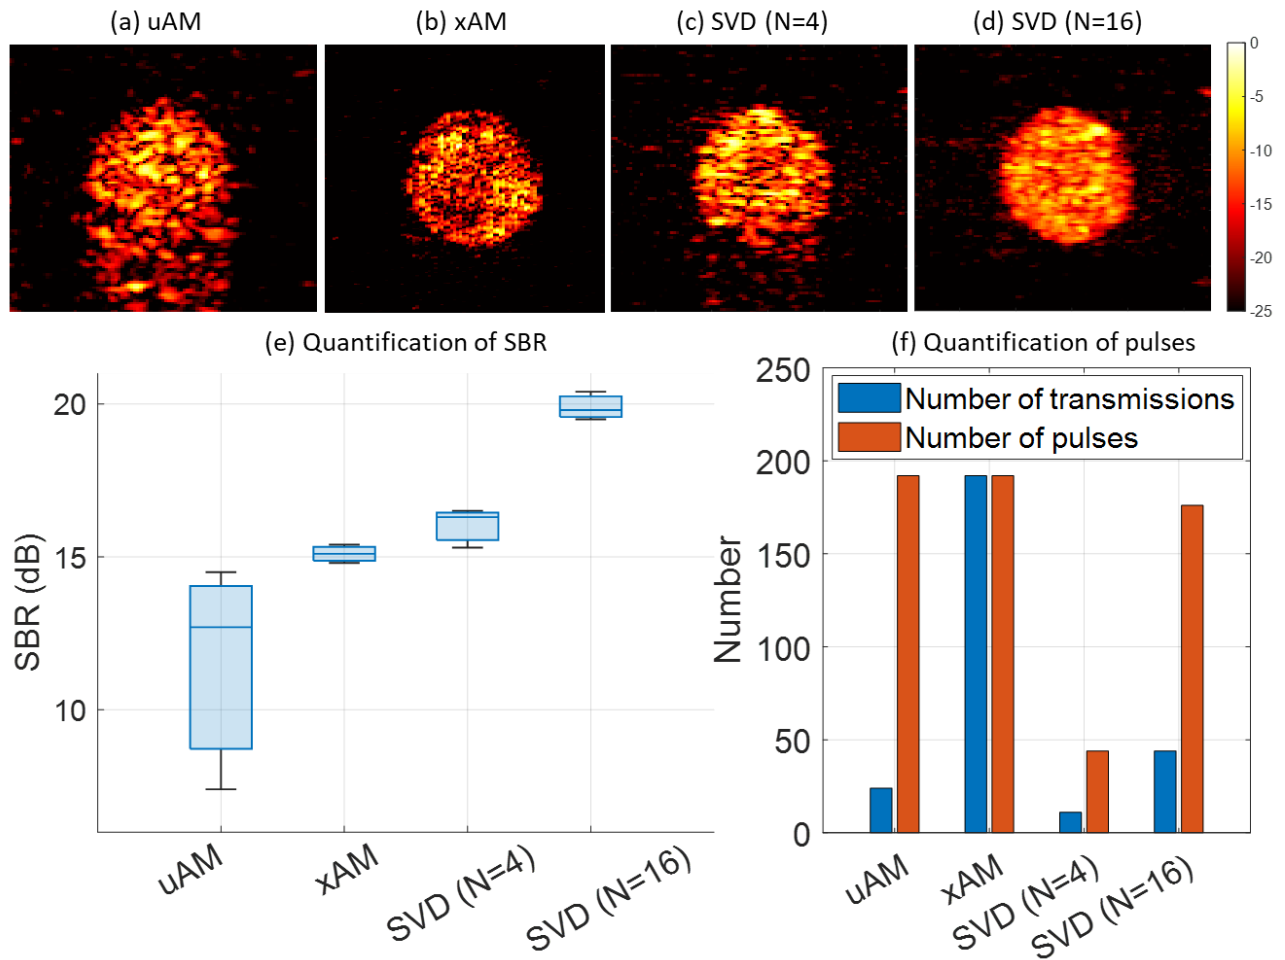 (a) uAM
(b) xAM
(c) SVD (N=4)
(d) SVD (N=16)
0
-5
-10
-15
-20
-25
(e) Quantification of SBR
SBR (dB)
20
15
10
uAM
xAM
SVD (N=4)
SVD (N=16)
(f) Quantification of pulses
Number of transmissions
Number of pulses
Number
250
200
150
100
50
0
uAM
xAM
SVD (N=4)
SVD (N=16)